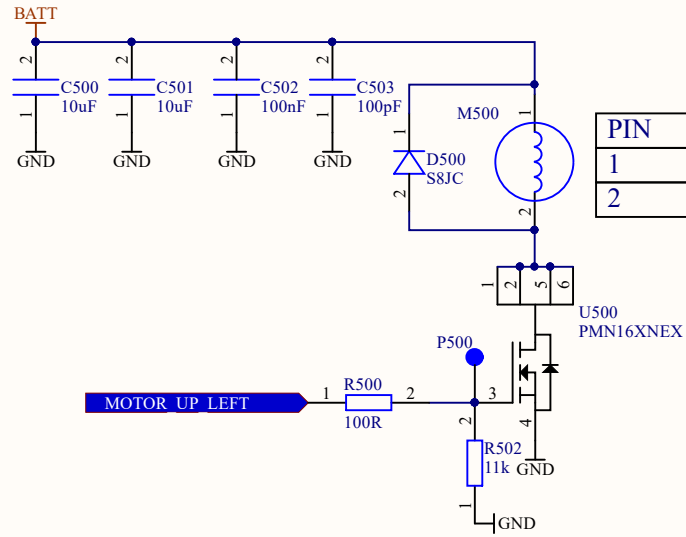 BATT
2
2
2
2
C500
10uF
C501
10uF
C502
100nF
C503
100pF
1
1
1
1
GND
GND
GND
GND
M500
1
2
1
D500
S8JC
2
PIN
1
2
1
2
5
6
U500
PMN16XNEX
P500
MOTOR_UP_LEFT
1
R500
2
100R
3
4
GND
2
R502
11k
1
GND